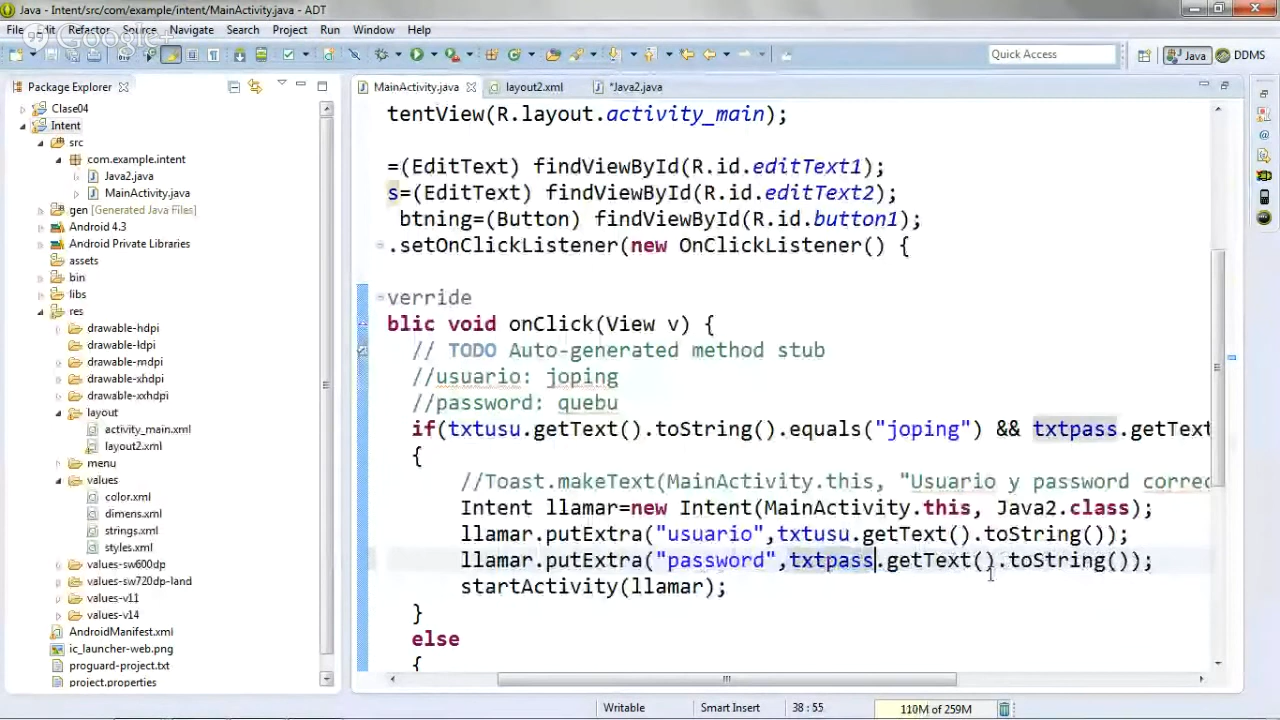 Java - Intent/src/com/example/intent/MainActivity.java - ADT
Refactor Source Navigate Search Project Run Window Help
Google+
Quick Access
Java
DDMS
Package Explorer
MainActivity.java
layout2.xml
*Java2.java
Clase04
Intent
src
com.example.intent
Java2.java
MainActivity.java
gen [Generated Java Files]
Android 4.3
Android Private Libraries
assets
bin
libs
res
drawable-hdpi
drawable-ldpi
drawable-mdpi
drawable-xhdpi
drawable-xxhdpi
layout
activity_main.xml
layout2.xml
menu
values
color.xml
dimens.xml
strings.xml
styles.xml
values-sw600dp
values-sw720dp-land
values-v11
values-v14
AndroidManifest.xml
ic_launcher-web.png
proguard-project.txt
project.properties
tentView(R.layout.activity_main);
=(EditText) findViewById(R.id.editText1);
s=(EditText) findViewById(R.id.editText2);
btning=(Button) findViewById(R.id.button1);
.setOnClickListener(new OnClickListener() {
verride
blic void onClick(View v) {
// TODO Auto-generated method stub
//usuario: joping
//password: quebu
if(txtusu.getText().toString().equals("joping") && txtpass.getText
{
//Toast.makeText(MainActivity.this, "Usuario y password correc
Intent llamar=new Intent(MainActivity.this, Java2.class);
llamar.putExtra("usuario",txtusu.getText().toString());
llamar.putExtra("password",txtpass.getText().toString());
startActivity(llamar);
}
else
{
Writable
Smart Insert
38 : 55
110M of 259M